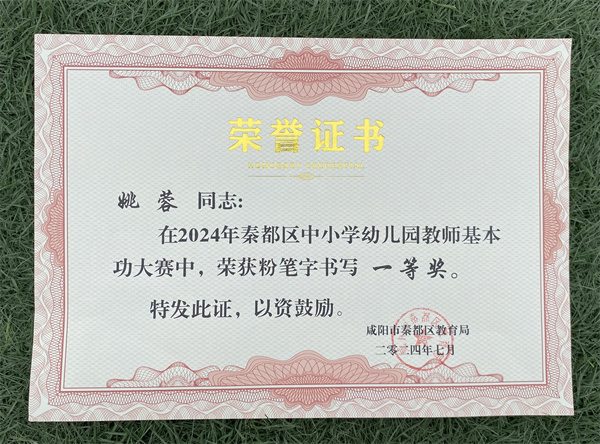 荣誉证书
姚蓉 同志:
在2024年秦都区中小学幼儿园教师基本
功大赛中，荣获粉笔字书写 一等奖。
特发此证，以资鼓励。
咸阳市秦都区教育局
二零二四年七月